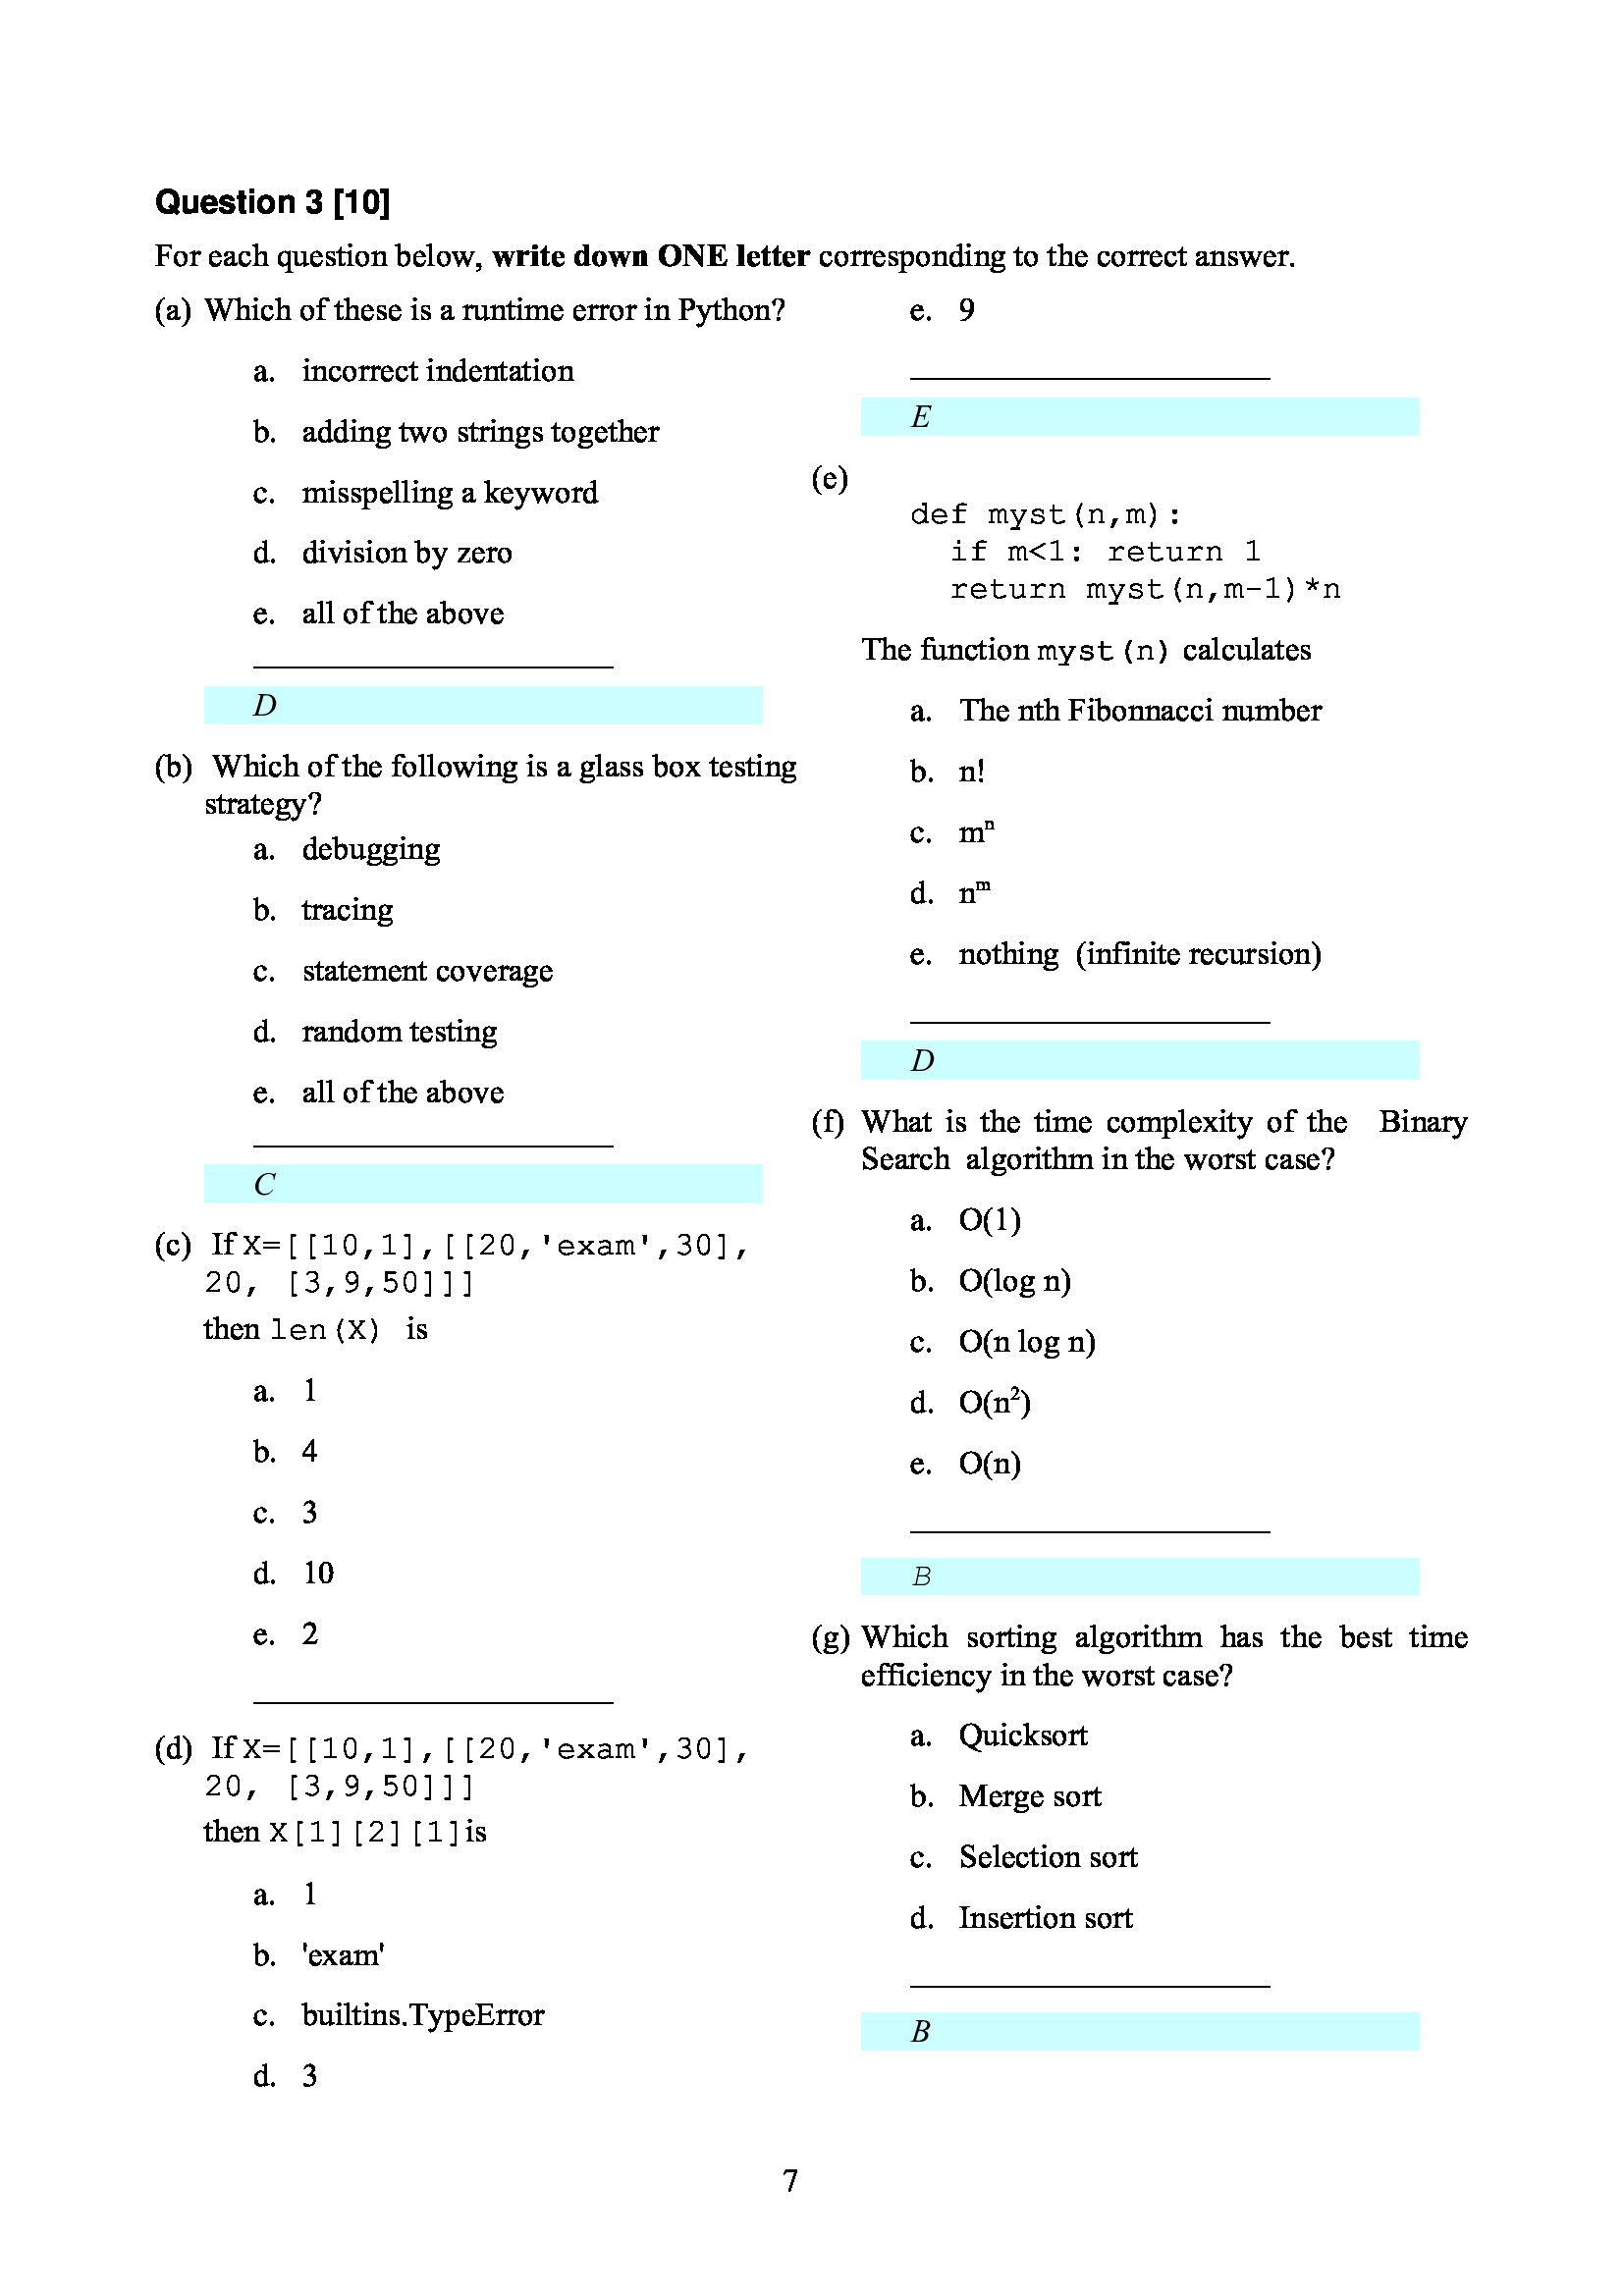 Question 3 [10]
For each question below, write down ONE letter corresponding to the correct answer.
(a) Which of these is a runtime error in Python?
a. incorrect indentation
b. adding two strings together
c. misspelling a keyword
d. division by zero
e. all of the above
D
(b) Which of the following is a glass box testing
strategy?
a. debugging
b. tracing
c. statement coverage
d. random testing
e. all of the above
C
(c) If X=[[10,1],[[20,'exam',30],
20, [3,9,50]]]
then len(X) is
a. 1
b. 4
c. 3
d. 10
e. 2
(d) If X=[[10,1],[[20,'exam',30],
20, [3,9,50]]]
then X[1][2][1]is
a. 1
b. 'exam'
c. builtins.TypeError
d. 3
e. 9
E
(e)
def myst(n,m):
if m<1: return 1
return myst(n,m-1)*n
The function myst(n) calculates
a. The nth Fibonnacci number
b. n!
c. mⁿ
d. nᵐ
e. nothing (infinite recursion)
D
(f) What is the time complexity of the Binary
Search algorithm in the worst case?
a. O(1)
b. O(log n)
c. O(n log n)
d. O(n²)
e. O(n)
B
(g) Which sorting algorithm has the best time
efficiency in the worst case?
a. Quicksort
b. Merge sort
c. Selection sort
d. Insertion sort
B
7